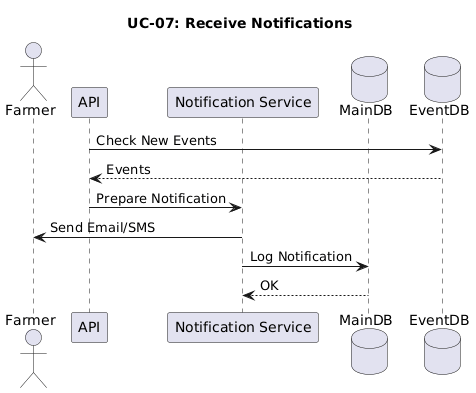 UC-07: Receive Notifications
Farmer
API
Notification Service
MainDB
EventDB
Check New Events
Events
Prepare Notification
Send Email/SMS
Log Notification
OK
Farmer
API
Notification Service
MainDB
EventDB